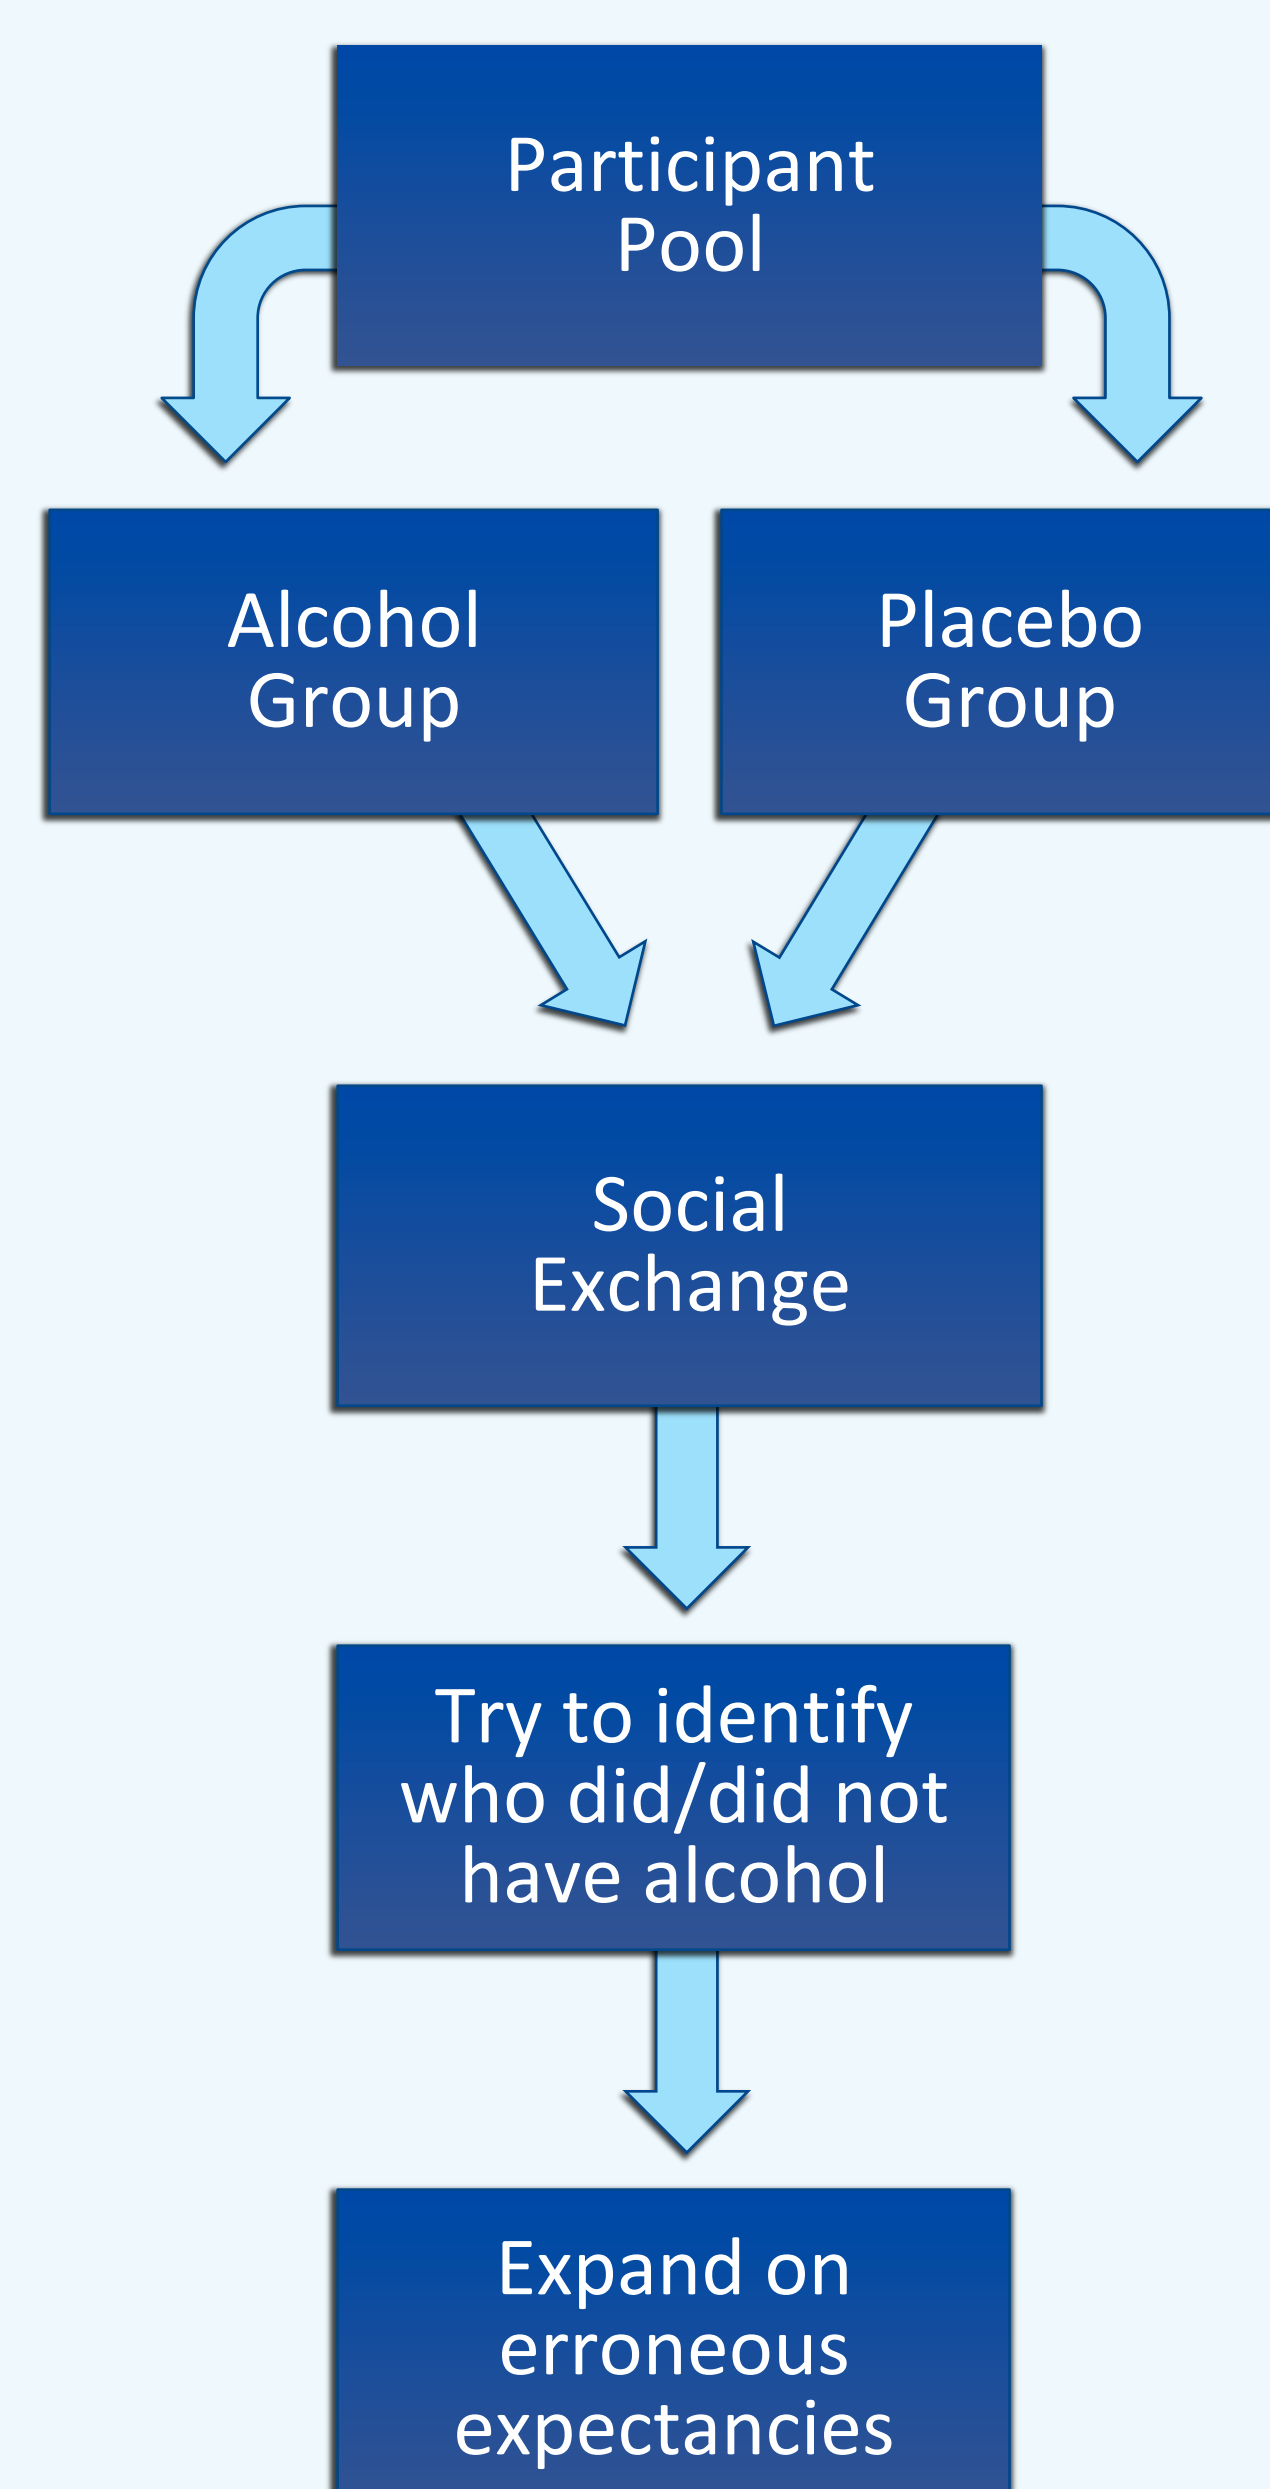 Participant
Pool
Alcohol
Group
Placebo
Group
Social
Exchange
Try to identify
who did/did not
have alcohol
Expand on
erroneous
expectancies